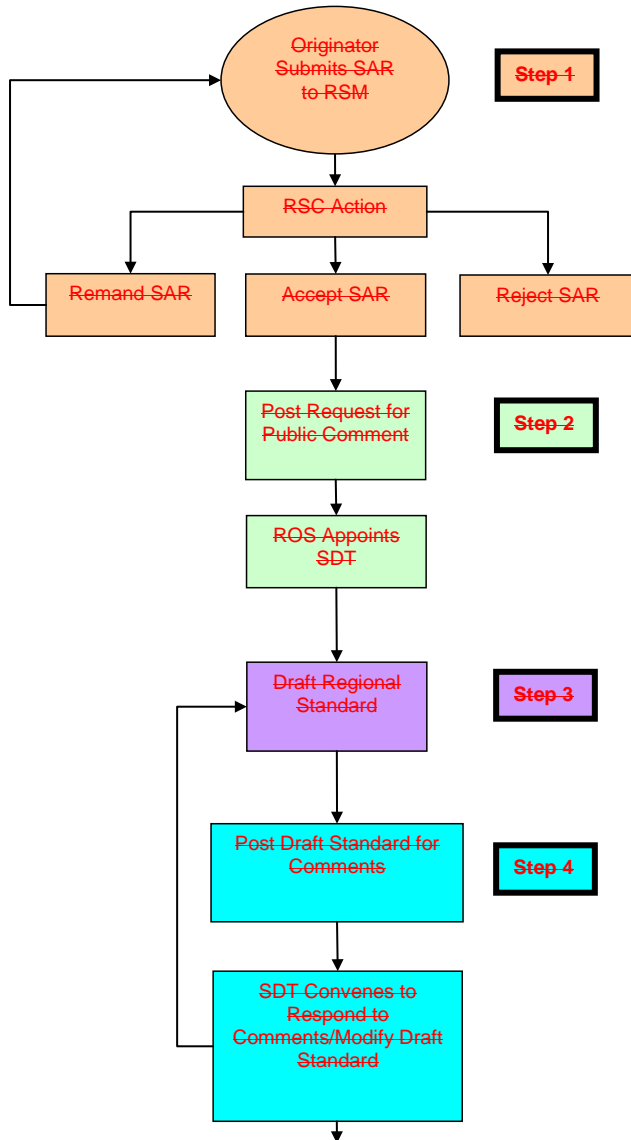 Originator
Submits SAR
to RSM
Step 1
RSC Action
Remand SAR
Accept SAR
Reject SAR
Post Request for
Public Comment
Step 2
ROS Appoints
SDT
Draft Regional
Standard
Step 3
Post Draft Standard for
Comments
Step 4
SDT Convenes to
Respond to
Comments/Modify Draft
Standard